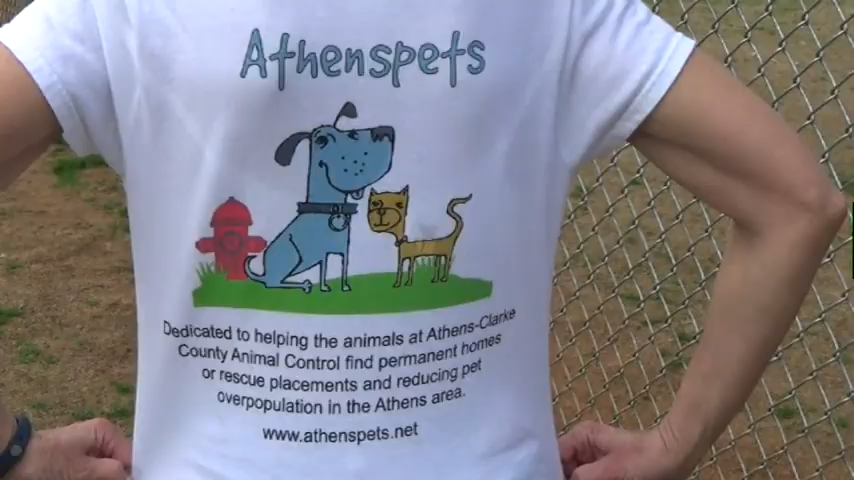 Athenspets
Dedicated to helping the animals at Athens-Clarke
County Animal Control find permanent homes
or rescue placements and reducing pet
overpopulation in the Athens area.
www.athenspets.net